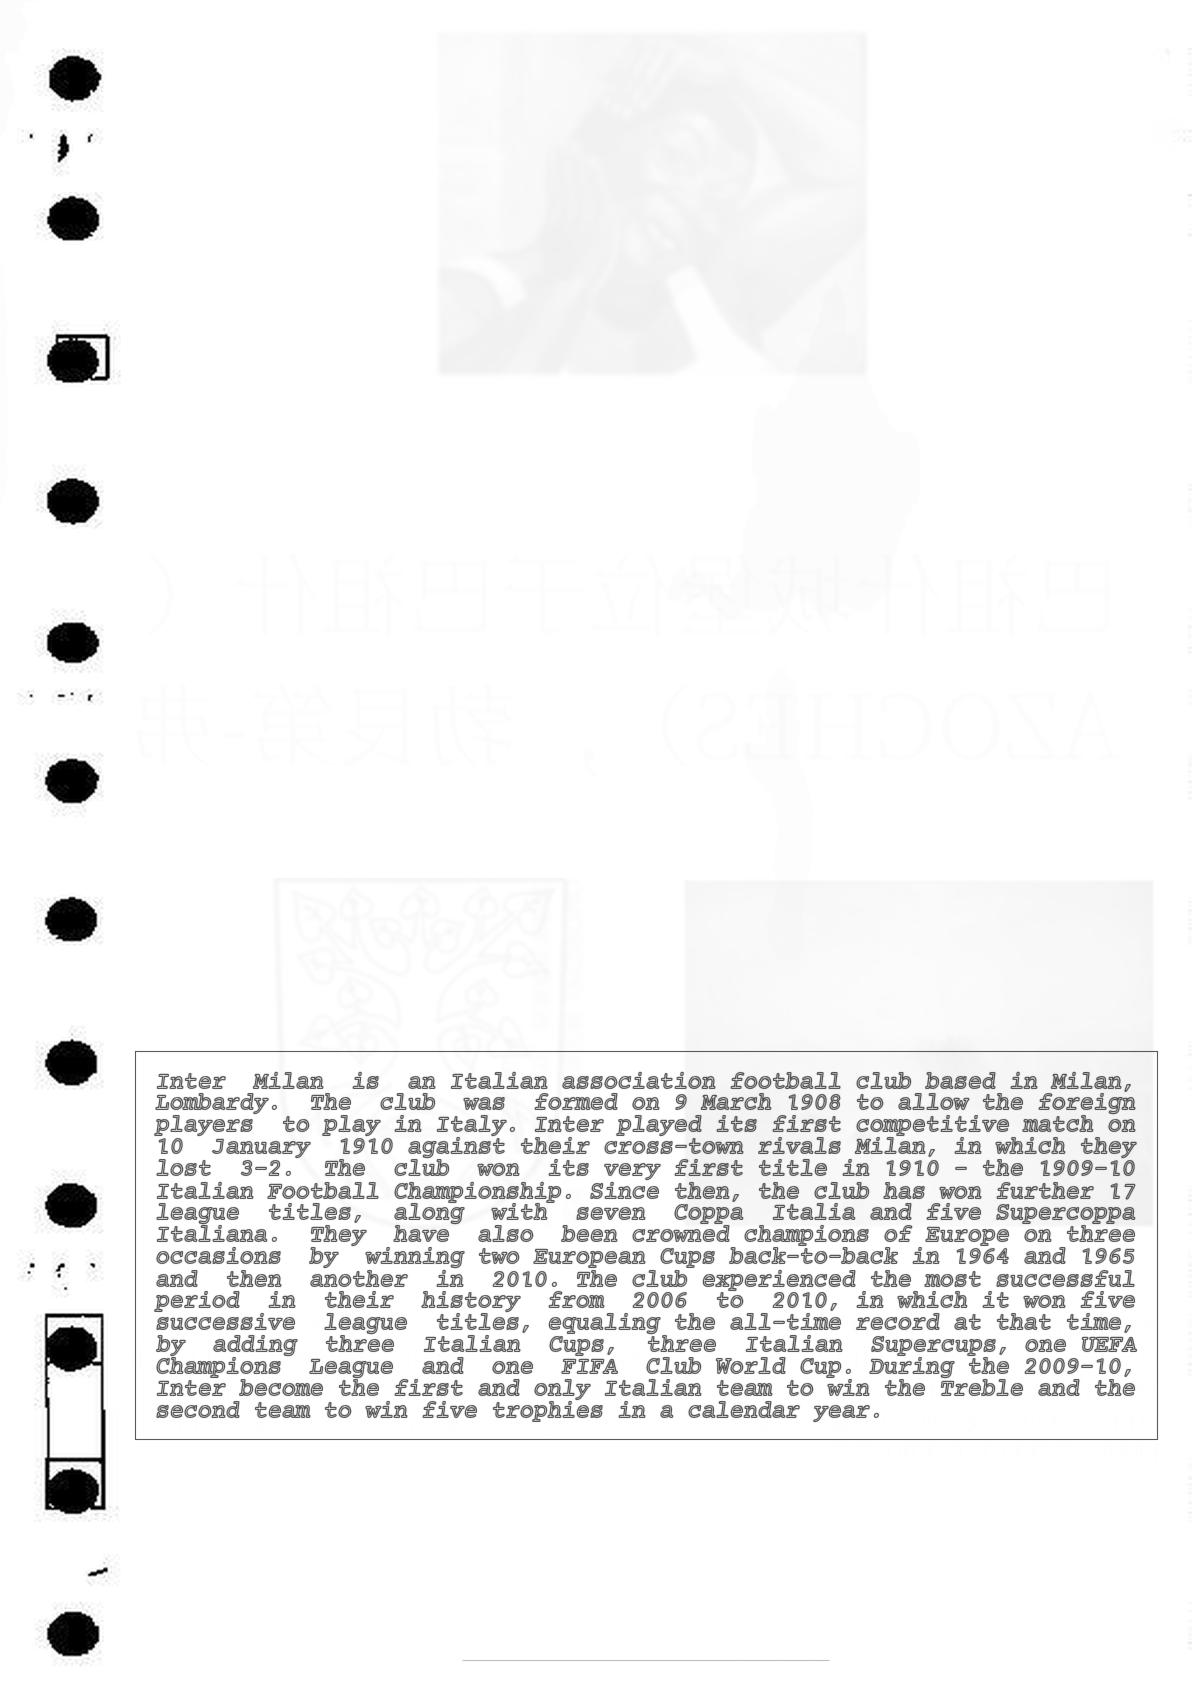 Inter Milan is an Italian association football club based in Milan,
Lombardy. The club was formed on 9 March 1908 to allow the foreign
players to play in Italy. Inter played its first competitive match on
10 January 1910 against their cross-town rivals Milan, in which they
lost 3-2. The club won its very first title in 1910 - the 1909-10
Italian Football Championship. Since then, the club has won further 17
league titles, along with seven Coppa Italia and five Supercoppa
Italiana. They have also been crowned champions of Europe on three
occasions by winning two European Cups back-to-back in 1964 and 1965
and then another in 2010. The club experienced the most successful
period in their history from 2006 to 2010, in which it won five
successive league titles, equaling the all-time record at that time,
by adding three Italian Cups, three Italian Supercups, one UEFA
Champions League and one FIFA Club World Cup. During the 2009-10,
Inter become the first and only Italian team to win the Treble and the
second team to win five trophies in a calendar year.